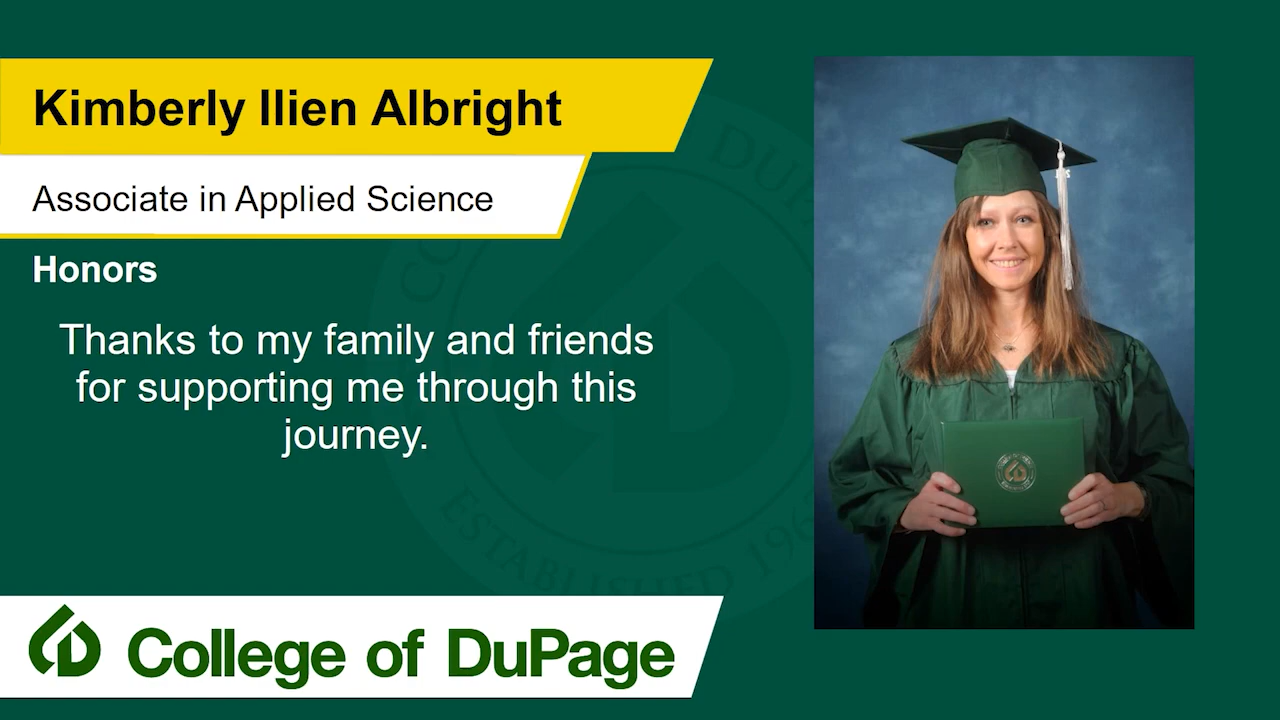 Kimberly Ilien Albright
Associate in Applied Science
Honors
Thanks to my family and friends
for supporting me through this
journey.
College of DuPage